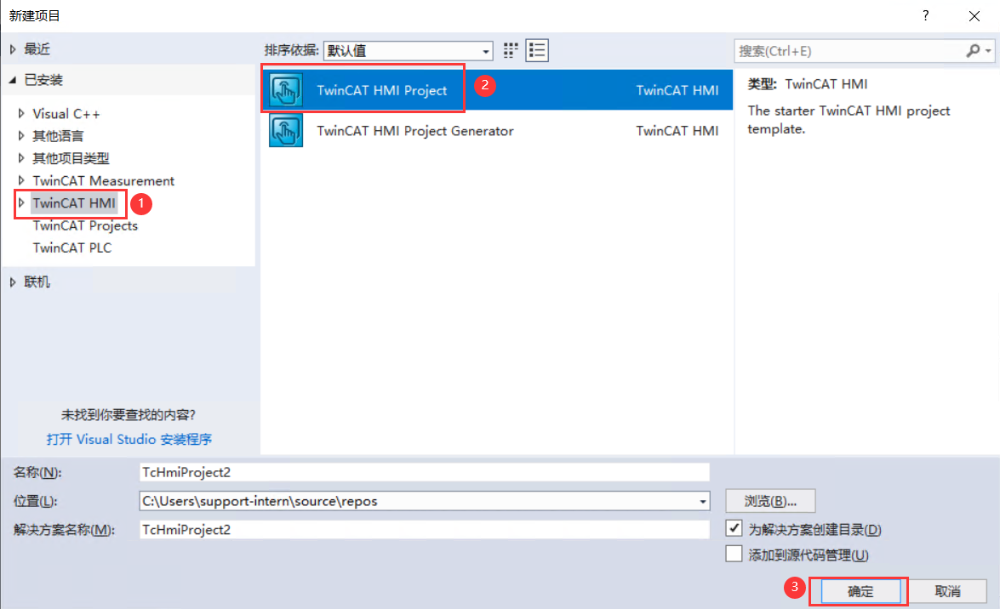 新建项目
?
最近
排序依据: 默认值
搜索(Ctrl+E)
已安装
Visual C++
其他语言
其他项目类型
TwinCAT Measurement
TwinCAT HMI
1
TwinCAT Projects
TwinCAT PLC
联机
未找到你要查找的内容?
打开 Visual Studio 安装程序
TwinCAT HMI Project
2
TwinCAT HMI
TwinCAT HMI Project Generator
TwinCAT HMI
类型: TwinCAT HMI
The starter TwinCAT HMI project
template.
名称(N):
TcHmiProject2
位置(L):
C:\Users\support-intern\source\repos
浏览(B)...
解决方案名称(M):
TcHmiProject2
为解决方案创建目录(D)
添加到源代码管理(U)
3
确定
取消